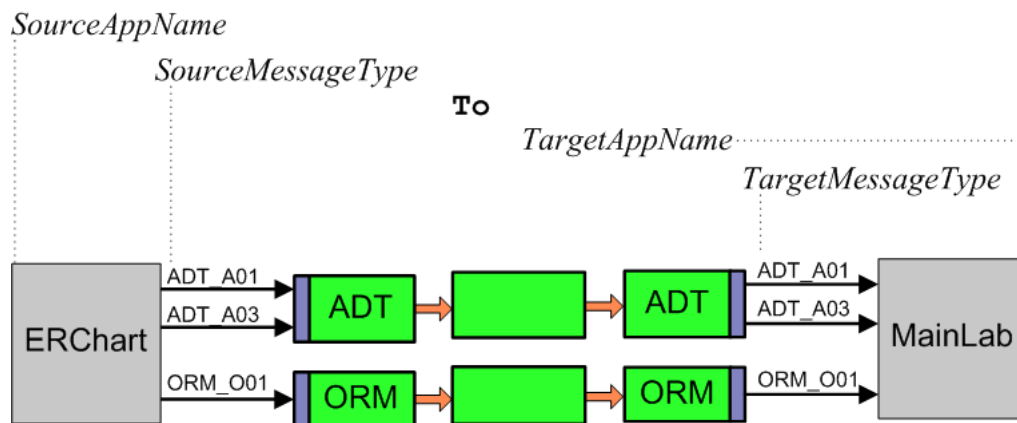 SourceAppName
SourceMessageType
To
TargetAppName
TargetMessageType
ERChart
ADT_A01
ADT_A03
ADT
ADT
ADT_A01
ADT_A03
MainLab
ORM_O01
ORM
ORM
ORM_O01